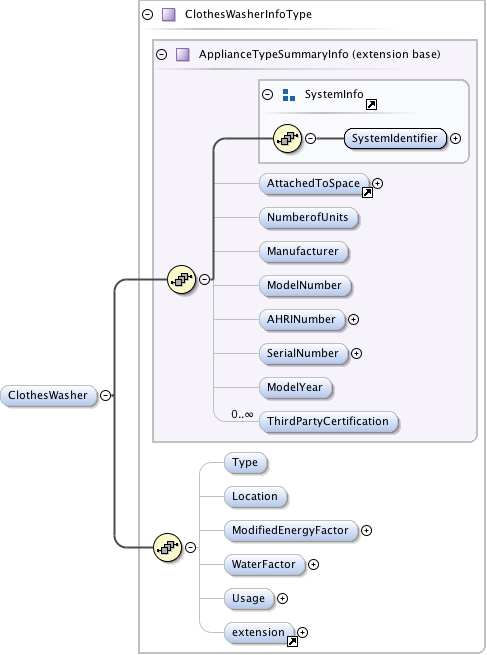 ClothesWasherInfoType
ApplianceTypeSummaryInfo (extension base)
SystemInfo
SystemIdentifier
AttachedToSpace
NumberofUnits
Manufacturer
ModelNumber
AHRINumber
SerialNumber
ModelYear
0..∞
ThirdPartyCertification
ClothesWasher
Type
Location
ModifiedEnergyFactor
WaterFactor
Usage
extension